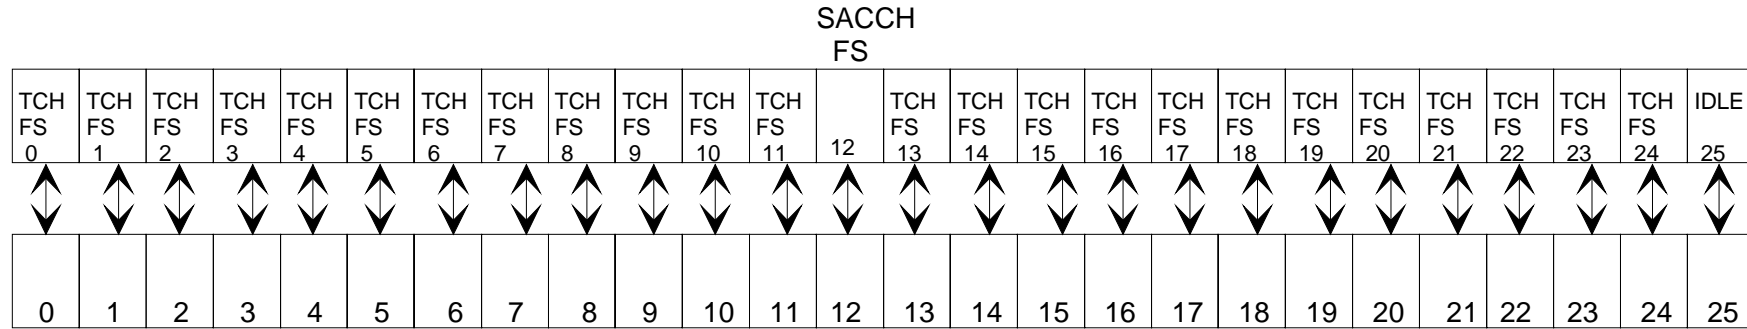 SACCH
FS
TCH TCH TCH TCH TCH TCH TCH TCH TCH TCH TCH TCH TCH TCH TCH TCH TCH TCH TCH TCH TCH TCH TCH TCH IDLE
FS FS FS FS FS FS FS FS FS FS FS FS FS FS FS FS FS FS FS FS FS FS FS FS
0 1 2 3 4 5 6 7 8 9 10 11 12 13 14 15 16 17 18 19 20 21 22 23 24 25
0 1 2 3 4 5 6 7 8 9 10 11 12 13 14 15 16 17 18 19 20 21 22 23 24 25